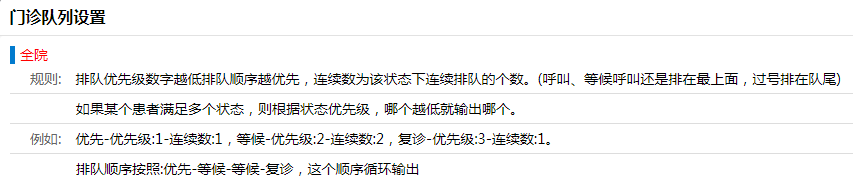 门诊队列设置
全院
规则: 排队优先级数字越低排队顺序越优先，连续数为该状态下连续排队的个数。(呼叫、等候呼叫还是排在最上面，过号排在队尾)
如果某个患者满足多个状态，则根据状态优先级，哪个越低就输出哪个。
例如: 优先-优先级:1-连续数:1，等候-优先级:2-连续数:2，复诊-优先级:3-连续数:1。
排队顺序按照:优先-等候-等候-复诊，这个顺序循环输出